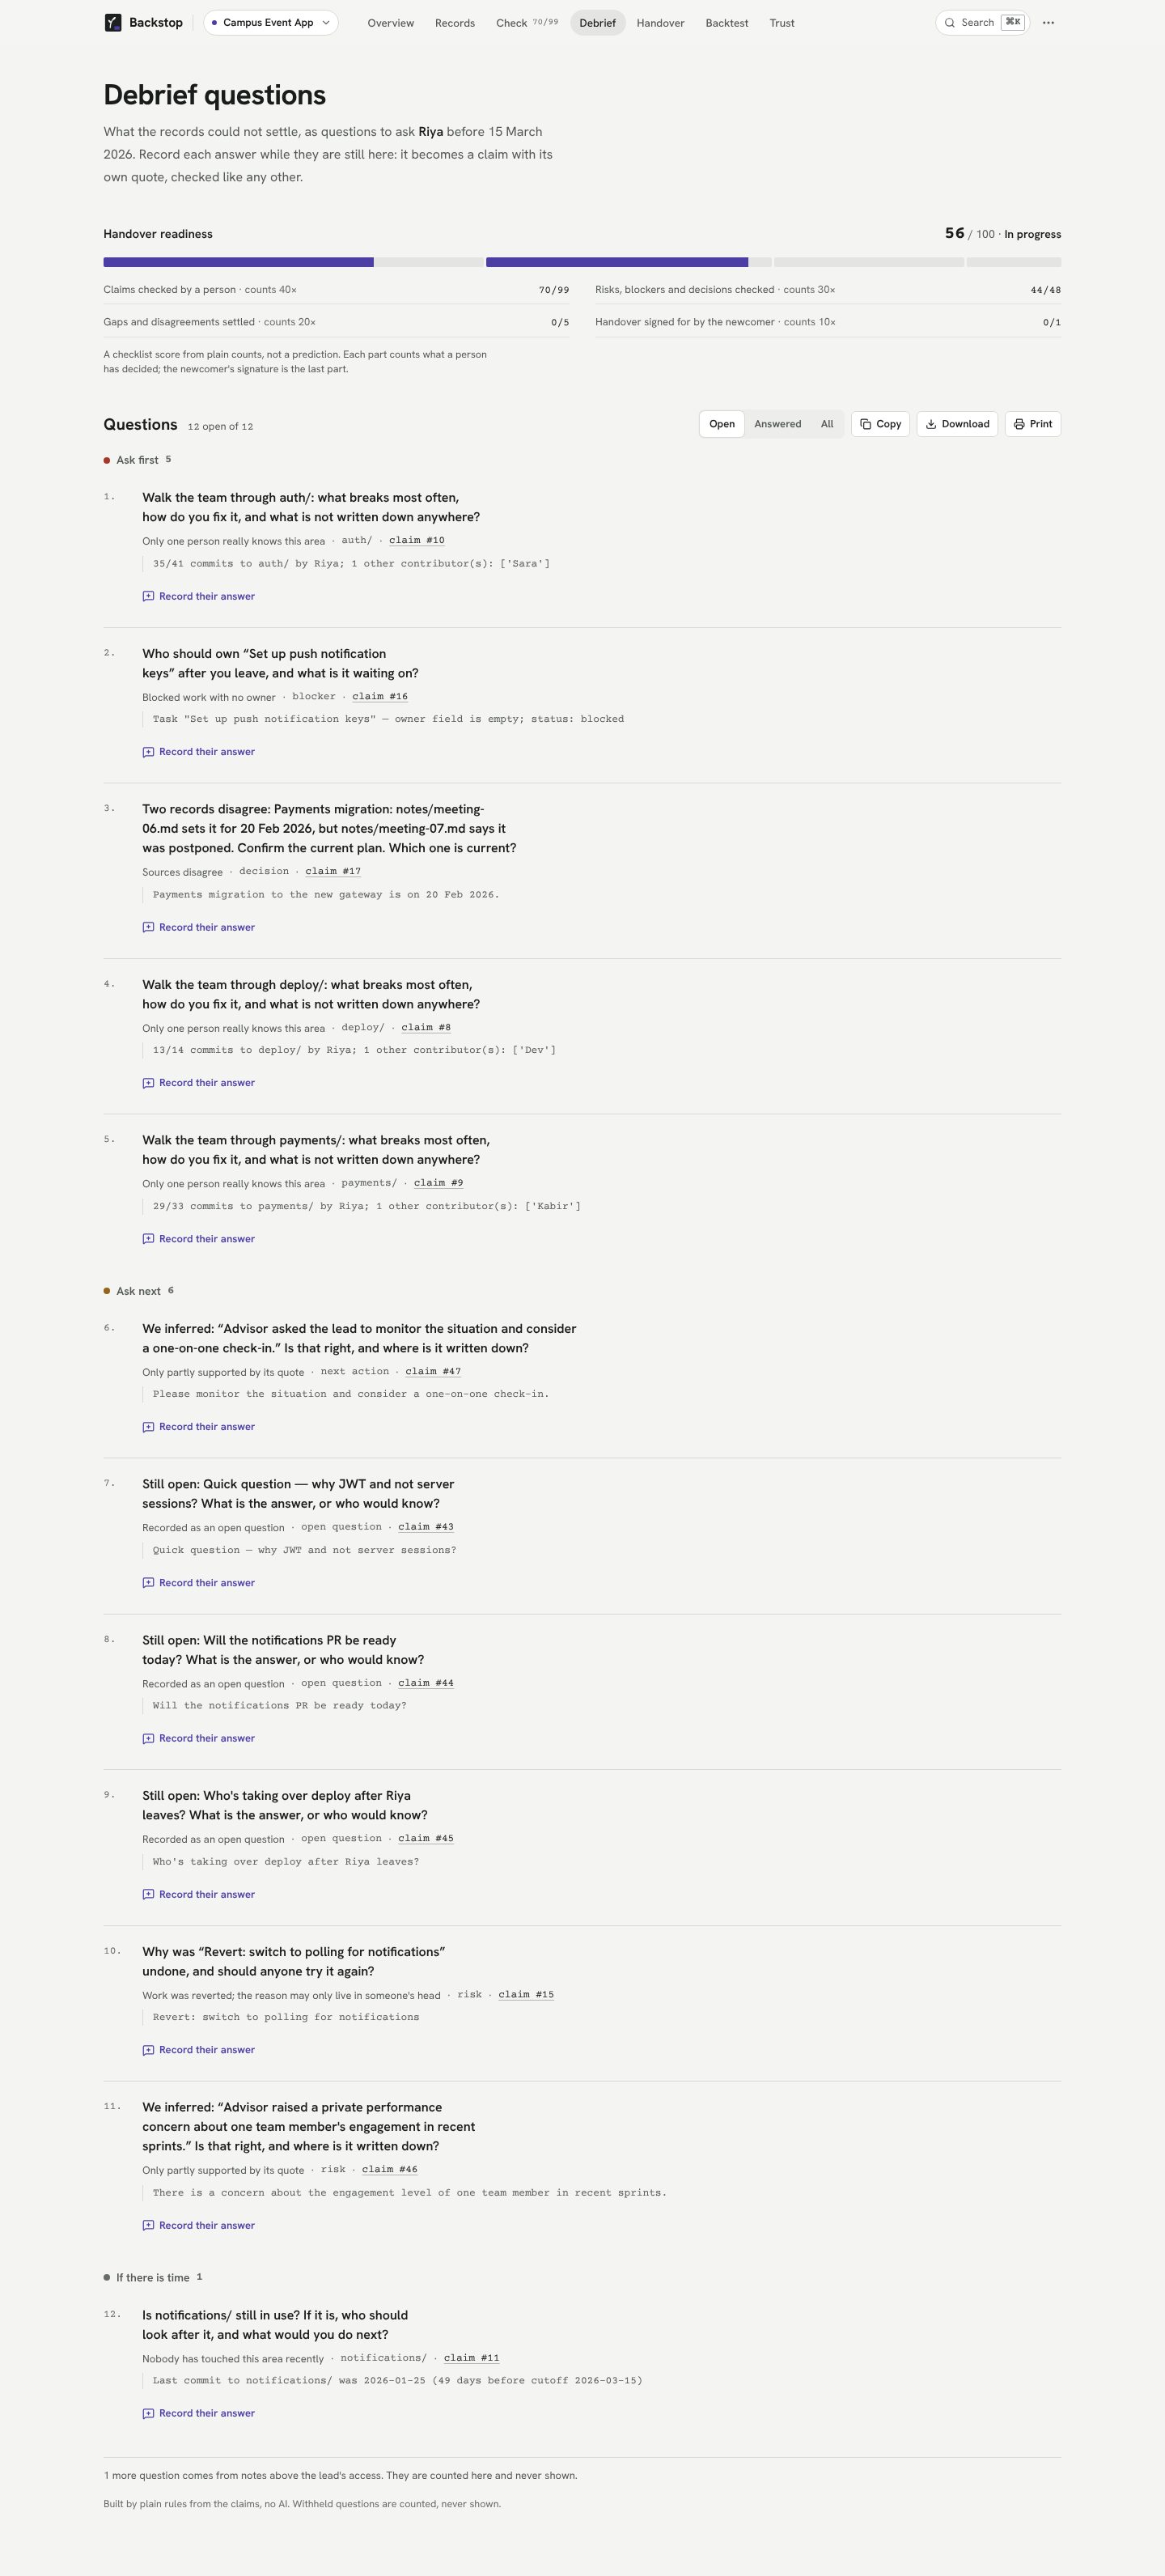 Backstop
Campus Event App
Overview
Records
Check 70/99
Debrief
Handover
Backtest
Trust
Search ⌘K
Debrief questions
What the records could not settle, as questions to ask Riya before 15 March
2026. Record each answer while they are still here: it becomes a claim with its
own quote, checked like any other.
Handover readiness
56 / 100 · In progress
Claims checked by a person · counts 40×
70/99
Risks, blockers and decisions checked · counts 30×
44/48
Gaps and disagreements settled · counts 20×
0/5
Handover signed for by the newcomer · counts 10×
0/1
A checklist score from plain counts, not a prediction. Each part counts what a person
has decided; the newcomer's signature is the last part.
Questions 12 open of 12
Open
Answered
All
Copy
Download
Print
Ask first 5
1.
Walk the team through auth/: what breaks most often,
how do you fix it, and what is not written down anywhere?
Only one person really knows this area · auth/ · claim #10
35/41 commits to auth/ by Riya; 1 other contributor(s): ['Sara']
Record their answer
2.
Who should own “Set up push notification
keys” after you leave, and what is it waiting on?
Blocked work with no owner · blocker · claim #16
Task "Set up push notification keys" — owner field is empty; status: blocked
Record their answer
3.
Two records disagree: Payments migration: notes/meeting-
06.md sets it for 20 Feb 2026, but notes/meeting-07.md says it
was postponed. Confirm the current plan. Which one is current?
Sources disagree · decision · claim #17
Payments migration to the new gateway is on 20 Feb 2026.
Record their answer
4.
Walk the team through deploy/: what breaks most often,
how do you fix it, and what is not written down anywhere?
Only one person really knows this area · deploy/ · claim #8
13/14 commits to deploy/ by Riya; 1 other contributor(s): ['Dev']
Record their answer
5.
Walk the team through payments/: what breaks most often,
how do you fix it, and what is not written down anywhere?
Only one person really knows this area · payments/ · claim #9
29/33 commits to payments/ by Riya; 1 other contributor(s): ['Kabir']
Record their answer
Ask next 6
6.
We inferred: “Advisor asked the lead to monitor the situation and consider
a one-on-one check-in.” Is that right, and where is it written down?
Only partly supported by its quote · next action · claim #47
Please monitor the situation and consider a one-on-one check-in.
Record their answer
7.
Still open: Quick question — why JWT and not server
sessions? What is the answer, or who would know?
Recorded as an open question · open question · claim #43
Quick question — why JWT and not server sessions?
Record their answer
8.
Still open: Will the notifications PR be ready
today? What is the answer, or who would know?
Recorded as an open question · open question · claim #44
Will the notifications PR be ready today?
Record their answer
9.
Still open: Who's taking over deploy after Riya
leaves? What is the answer, or who would know?
Recorded as an open question · open question · claim #45
Who's taking over deploy after Riya leaves?
Record their answer
10.
Why was “Revert: switch to polling for notifications”
undone, and should anyone try it again?
Work was reverted; the reason may only live in someone's head · risk · claim #15
Revert: switch to polling for notifications
Record their answer
11.
We inferred: “Advisor raised a private performance
concern about one team member's engagement in recent
sprints.” Is that right, and where is it written down?
Only partly supported by its quote · risk · claim #46
There is a concern about the engagement level of one team member in recent sprints.
Record their answer
If there is time 1
12.
Is notifications/ still in use? If it is, who should
look after it, and what would you do next?
Nobody has touched this area recently · notifications/ · claim #11
Last commit to notifications/ was 2026-01-25 (49 days before cutoff 2026-03-15)
Record their answer
1 more question comes from notes above the lead's access. They are counted here and never shown.
Built by plain rules from the claims, no AI. Withheld questions are counted, never shown.